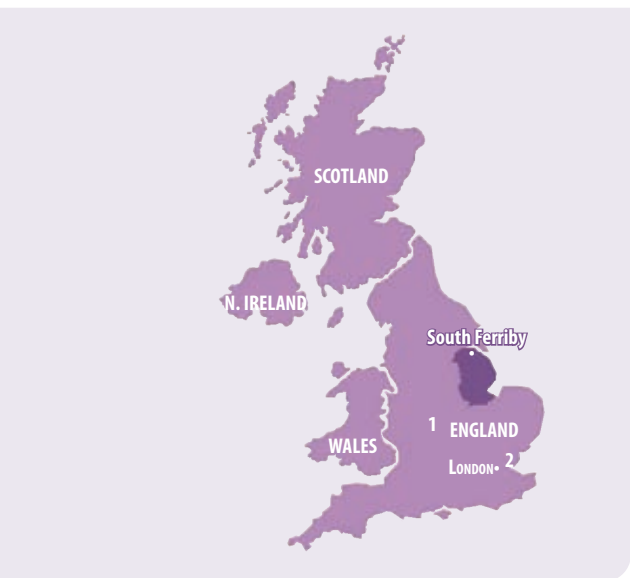 SCOTLAND
N. IRELAND
South Ferriby
1
ENGLAND
WALES
LONDON
2